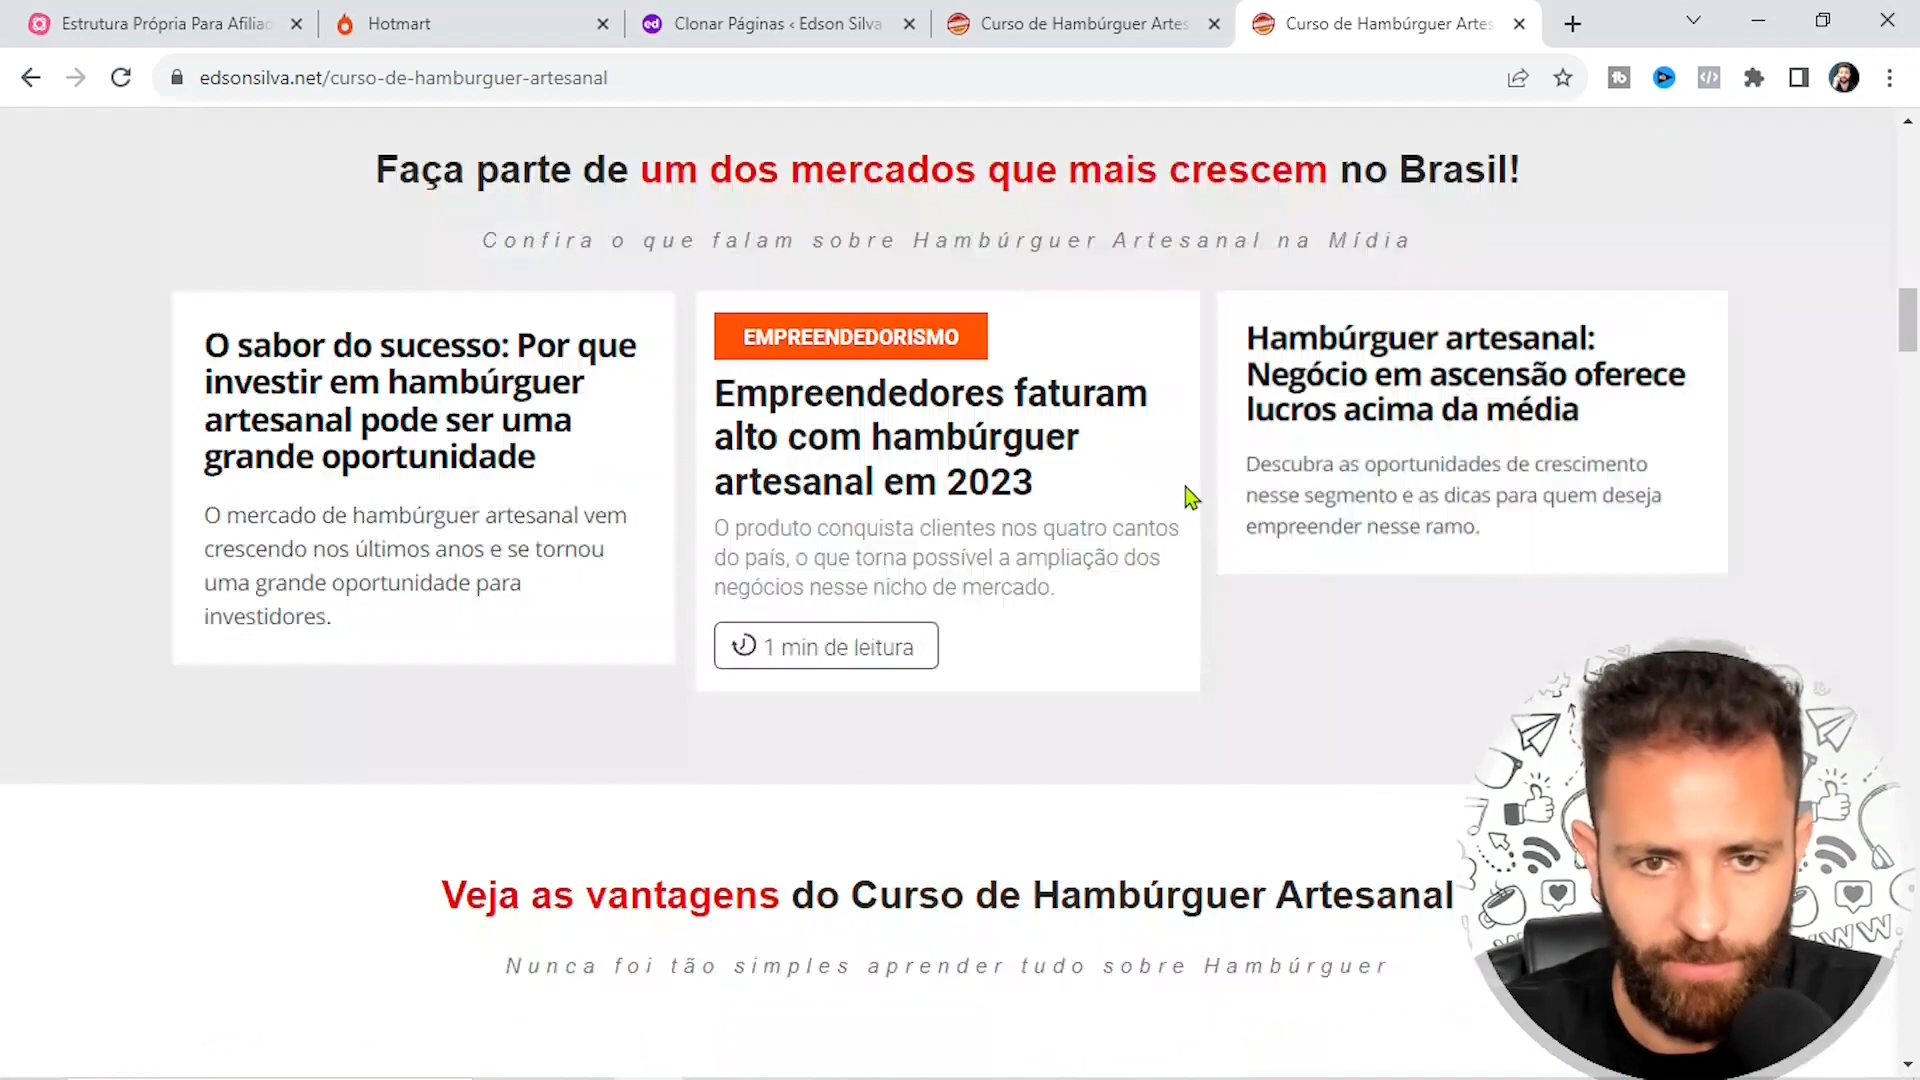 Estrutura Própria Para Afiliad
Hotmart
Clonar Páginas ‹ Edson Silva
Curso de Hambúrguer Artes
Curso de Hambúrguer Artes
edsonsilva.net/curso-de-hamburguer-artesanal
Faça parte de um dos mercados que mais crescem no Brasil!
Confira o que falam sobre Hambúrguer Artesanal na Mídia
O sabor do sucesso: Por que
investir em hambúrguer
artesanal pode ser uma
grande oportunidade
O mercado de hambúrguer artesanal vem
crescendo nos últimos anos e se tornou
uma grande oportunidade para
investidores.
EMPREENDEDORISMO
Empreendedores faturam
alto com hambúrguer
artesanal em 2023
O produto conquista clientes nos quatro cantos
do país, o que torna possível a ampliação dos
negócios nesse nicho de mercado.
1 min de leitura
Hambúrguer artesanal:
Negócio em ascensão oferece
lucros acima da média
Descubra as oportunidades de crescimento
nesse segmento e as dicas para quem deseja
empreender nesse ramo.
Veja as vantagens do Curso de Hambúrguer Artesanal
Nunca foi tão simples aprender tudo sobre Hambúrguer